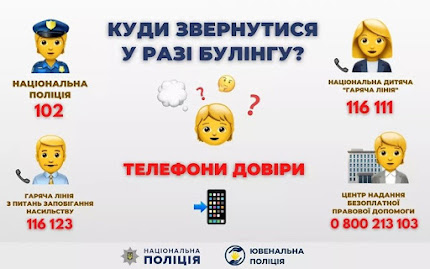 КУДИ ЗВЕРНУТИСЯ
У РАЗІ БУЛІНГУ?
НАЦІОНАЛЬНА
ПОЛІЦІЯ
102
НАЦІОНАЛЬНА ДИТЯЧА
"ГАРЯЧА ЛІНІЯ"
116 111
ТЕЛЕФОНИ ДОВІРИ
ГАРЯЧА ЛІНІЯ
З ПИТАНЬ ЗАПОБІГАННЯ
НАСИЛЬСТВУ
116 123
ЦЕНТР НАДАННЯ
БЕЗОПЛАТНОЇ
ПРАВОВОЇ ДОПОМОГИ
0 800 213 103
НАЦІОНАЛЬНА
ПОЛІЦІЯ
ЮВЕНАЛЬНА
ПОЛІЦІЯ